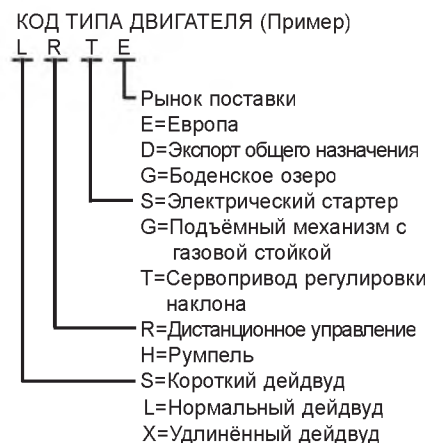 КОД ТИПА ДВИГАТЕЛЯ (Пример)
L R T E
Рынок поставки
E=Европа
D=Экспорт общего назначения
G=Боденское озеро
S=Электрический стартер
G=Подъёмный механизм с
газовой стойкой
T=Сервопривод регулировки
наклона
R=Дистанционное управление
H=Румпель
S=Короткий дейдвуд
L=Нормальный дейдвуд
X=Удлинённый дейдвуд